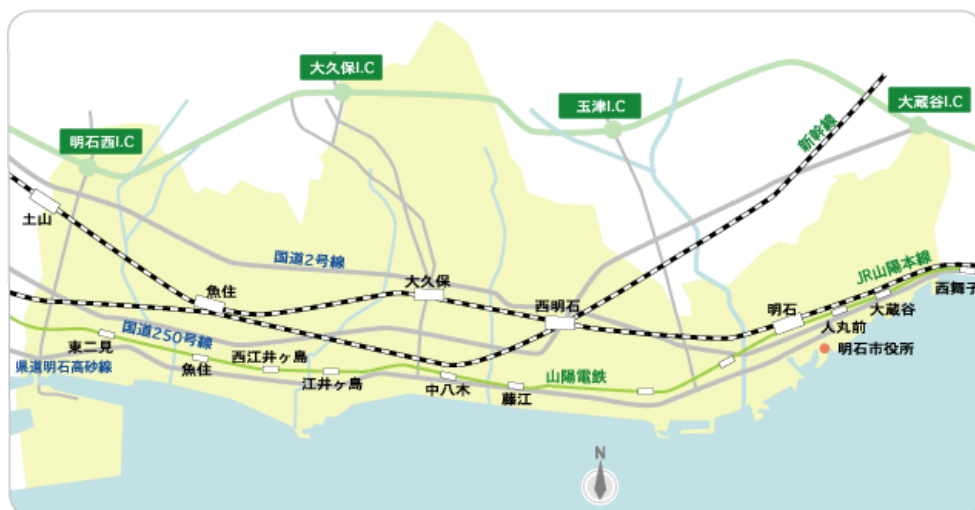 大久保I.C
玉津I.C
大蔵谷I.C
明石西I.C
新幹線
土山
国道2号線
JR山陽本線
大久保
魚住
西明石
明石
西舞子
大蔵谷
人丸前
明石市役所
国道250号線
東二見
魚住
西江井ヶ島
江井ヶ島
中八木
藤江
山陽電鉄
県道明石高砂線
N